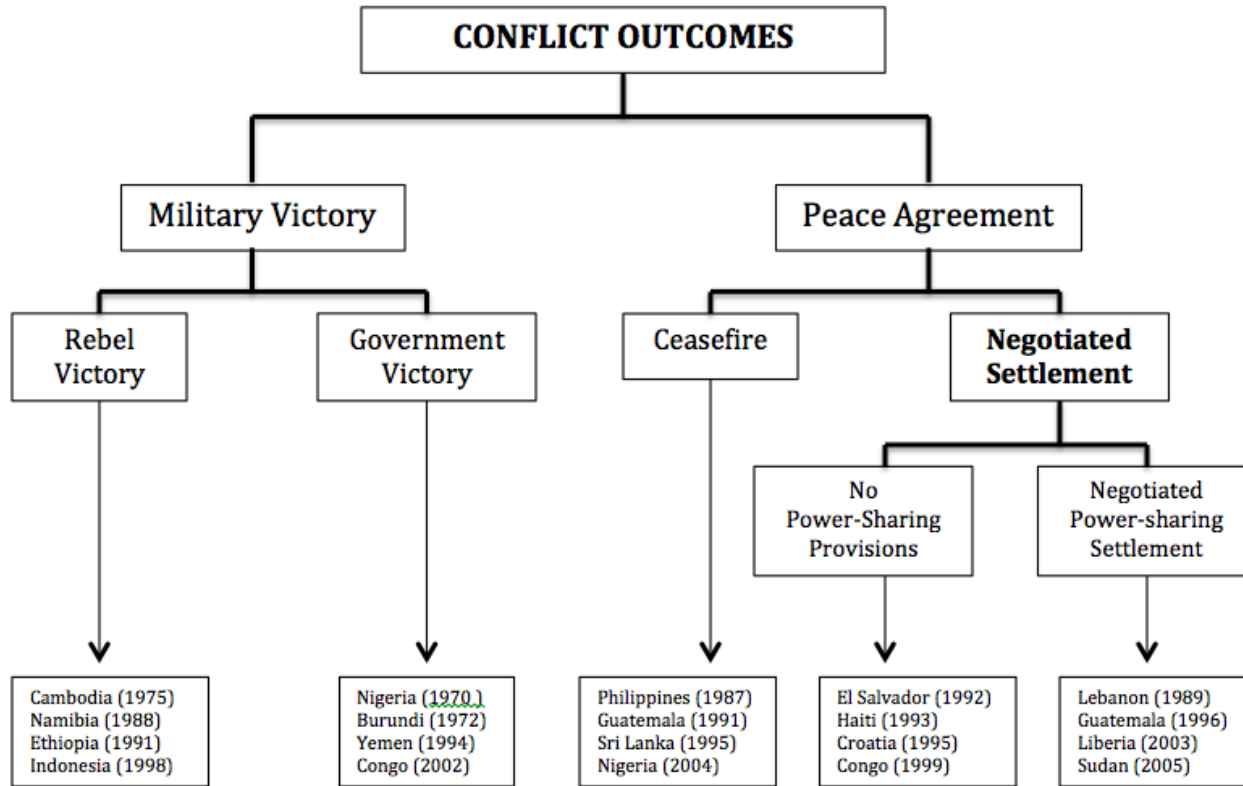 CONFLICT OUTCOMES
Military Victory
Peace Agreement
Rebel
Victory
Government
Victory
Ceasefire
Negotiated
Settlement
No
Power-Sharing
Provisions
Negotiated
Power-sharing
Settlement
Cambodia (1975)
Namibia (1988)
Ethiopia (1991)
Indonesia (1998)
Nigeria (1970 )
Burundi (1972)
Yemen (1994)
Congo (2002)
Philippines (1987)
Guatemala (1991)
Sri Lanka (1995)
Nigeria (2004)
El Salvador (1992)
Haiti (1993)
Croatia (1995)
Congo (1999)
Lebanon (1989)
Guatemala (1996)
Liberia (2003)
Sudan (2005)